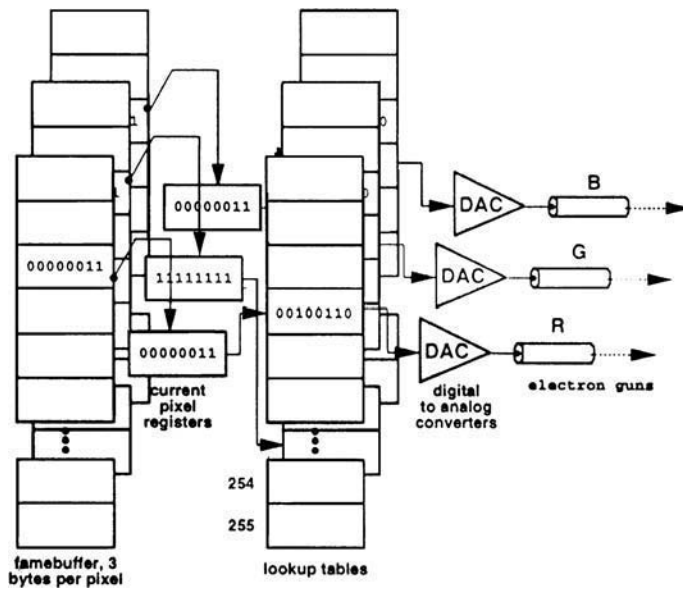 00000011
B
DAC
11111111
G
DAC
00000011
00100110
00000011
R
DAC
electron guns
current
pixel
registers
digital
to analog
converters
254
255
famebuffer, 3
bytes per pixel
lookup tables